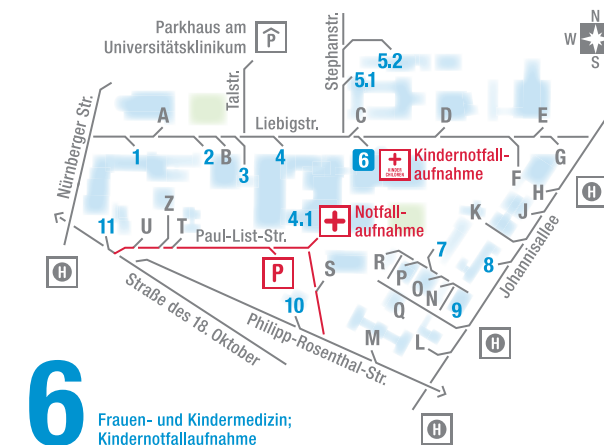 Parkhaus am
Universitätsklinikum
P
N
W
S
Nürnberger Str.
Talstr.
Stephanstr.
5.2
5.1
A
Liebigstr.
C
D
E
1
2
B
3
4
6
KINDER
CHILDREN
Kindernotfall-
aufnahme
F
G
H
J
K
H
Johannisallee
11
U
Z
T
4.1
Notfall-
aufnahme
Paul-List-Str.
P
S
R
P
O
N
7
8
9
Q
H
Straße des 18. Oktober
10
Philipp-Rosenthal-Str.
M
L
H
H
6
Frauen- und Kindermedizin;
Kindernotfallaufnahme